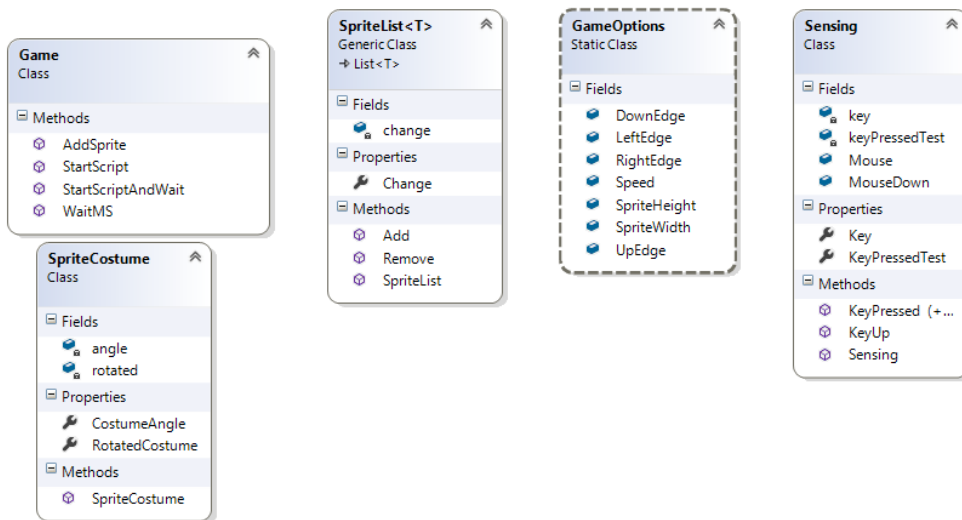 Game
Class
Methods
AddSprite
StartScript
StartScriptAndWait
WaitMS
SpriteCostume
Class
Fields
angle
rotated
Properties
CostumeAngle
RotatedCostume
Methods
SpriteCostume
SpriteList<T>
Generic Class
→ List<T>
Fields
change
Properties
Change
Methods
Add
Remove
SpriteList
GameOptions
Static Class
Fields
DownEdge
LeftEdge
RightEdge
Speed
SpriteHeight
SpriteWidth
UpEdge
Sensing
Class
Fields
key
keyPressedTest
Mouse
MouseDown
Properties
Key
KeyPressedTest
Methods
KeyPressed (+...
KeyUp
Sensing